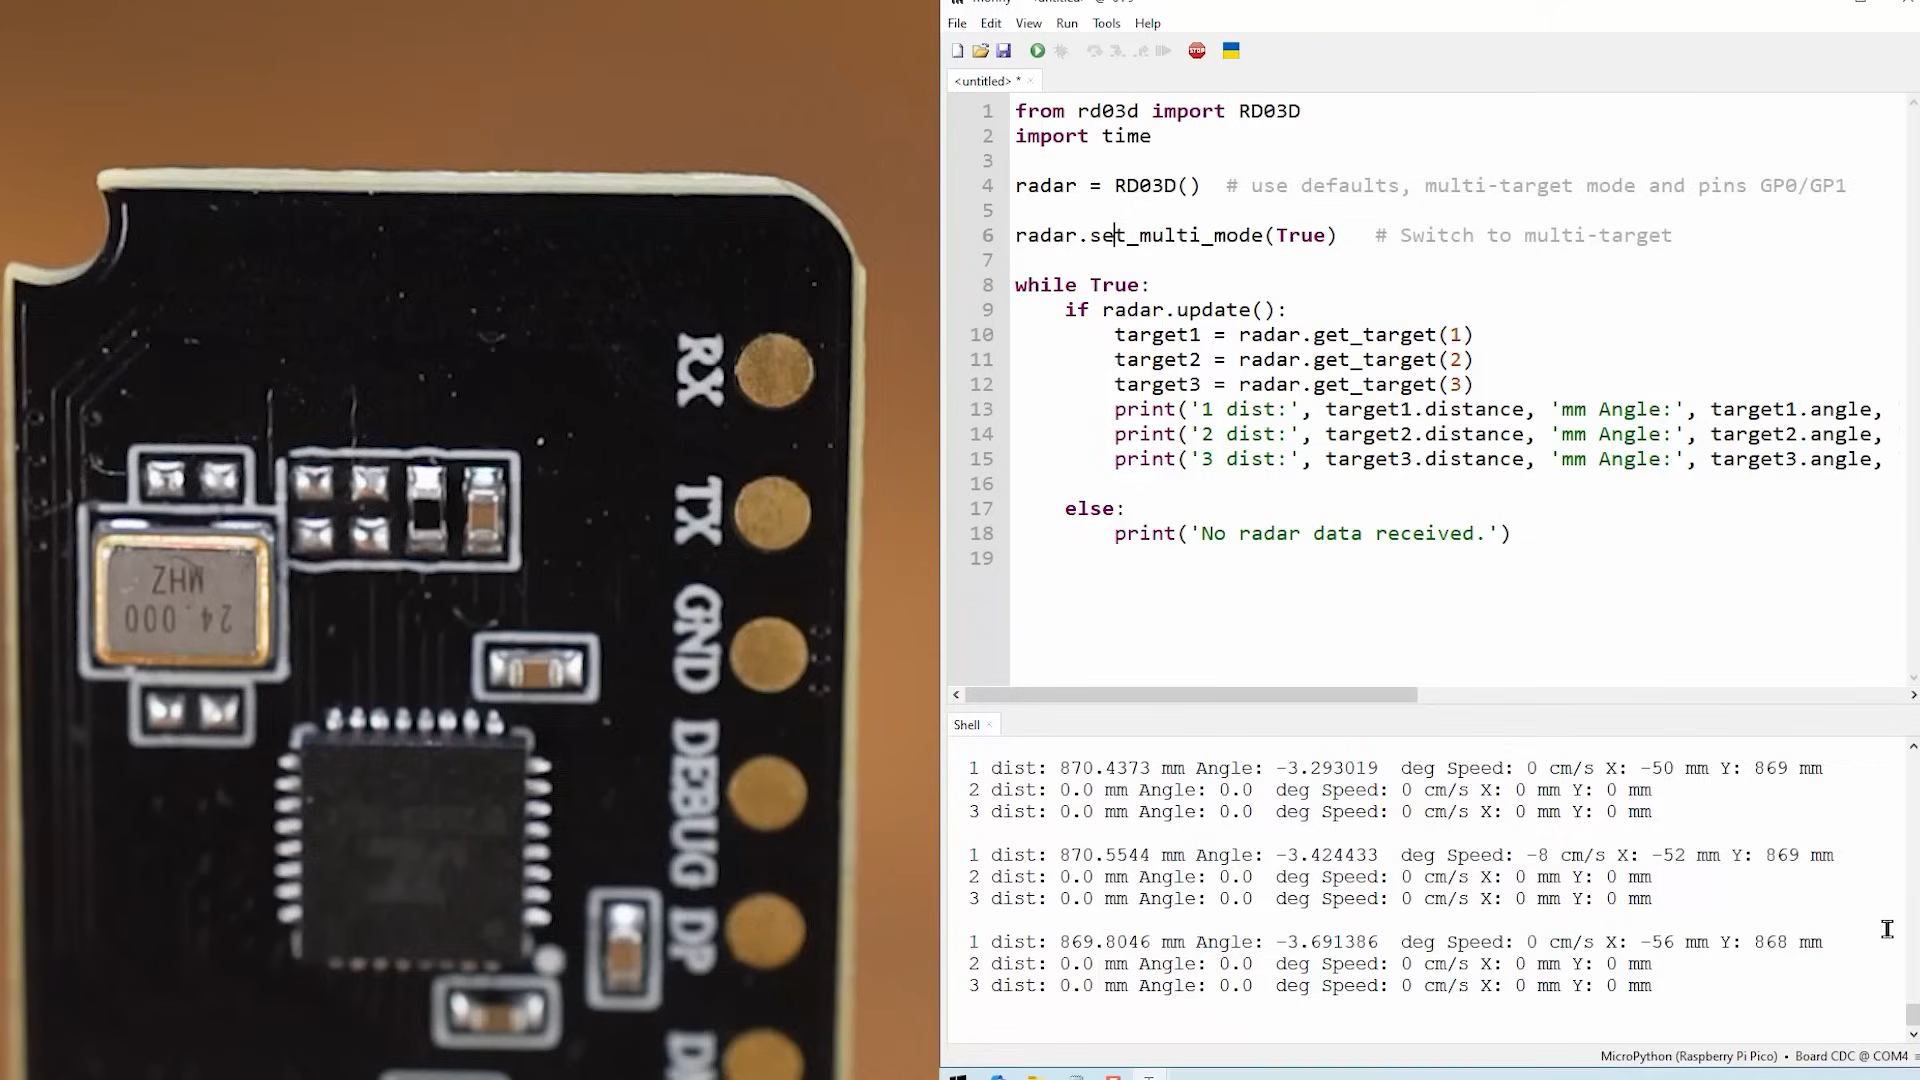 RX
TX
GND
DEBUG
DP
24.000
MHZ
File Edit View Run Tools Help
STOP
<untitled> *
1 from rd03d import RD03D
2 import time
3
4 radar = RD03D()  # use defaults, multi-target mode and pins GP0/GP1
5
6 radar.set_multi_mode(True)   # Switch to multi-target
7
8 while True:
9     if radar.update():
10         target1 = radar.get_target(1)
11         target2 = radar.get_target(2)
12         target3 = radar.get_target(3)
13         print('1 dist:', target1.distance, 'mm Angle:', target1.angle,
14         print('2 dist:', target2.distance, 'mm Angle:', target2.angle,
15         print('3 dist:', target3.distance, 'mm Angle:', target3.angle,
16
17     else:
18         print('No radar data received.')
19
Shell
1 dist: 870.4373 mm Angle: -3.293019  deg Speed: 0 cm/s X: -50 mm Y: 869 mm
2 dist: 0.0 mm Angle: 0.0  deg Speed: 0 cm/s X: 0 mm Y: 0 mm
3 dist: 0.0 mm Angle: 0.0  deg Speed: 0 cm/s X: 0 mm Y: 0 mm
1 dist: 870.5544 mm Angle: -3.424433  deg Speed: -8 cm/s X: -52 mm Y: 869 mm
2 dist: 0.0 mm Angle: 0.0  deg Speed: 0 cm/s X: 0 mm Y: 0 mm
3 dist: 0.0 mm Angle: 0.0  deg Speed: 0 cm/s X: 0 mm Y: 0 mm
1 dist: 869.8046 mm Angle: -3.691386  deg Speed: 0 cm/s X: -56 mm Y: 868 mm
2 dist: 0.0 mm Angle: 0.0  deg Speed: 0 cm/s X: 0 mm Y: 0 mm
3 dist: 0.0 mm Angle: 0.0  deg Speed: 0 cm/s X: 0 mm Y: 0 mm
MicroPython (Raspberry Pi Pico) • Board CDC @ COM4